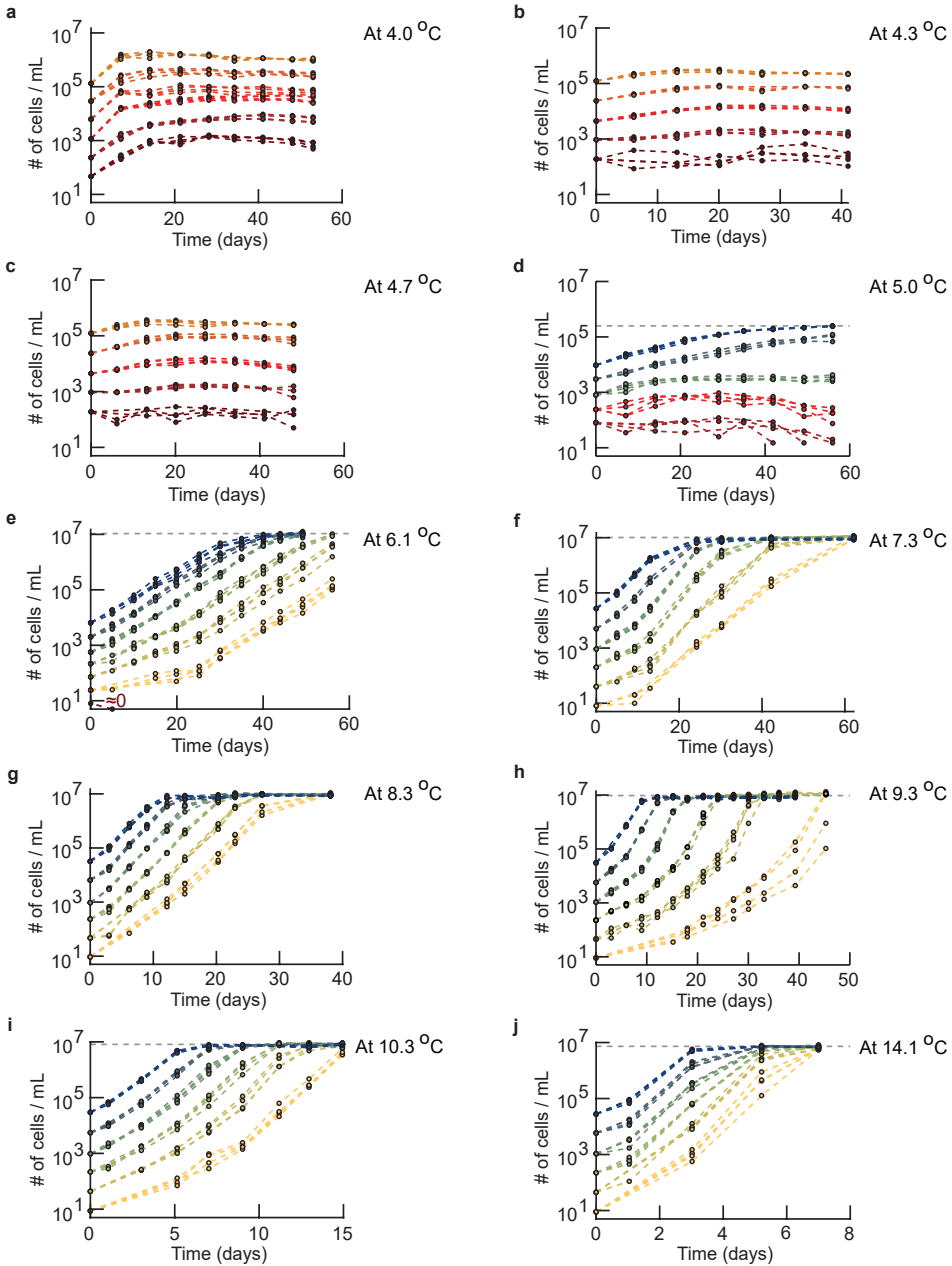 a
At 4.0 °C
10^7
10^5
10^3
10^1
# of cells / mL
0 20 40 60
Time (days)
b
At 4.3 °C
10^7
10^5
10^3
10^1
# of cells / mL
0 10 20 30 40
Time (days)
c
At 4.7 °C
10^7
10^5
10^3
10^1
# of cells / mL
0 20 40 60
Time (days)
d
At 5.0 °C
10^7
10^5
10^3
10^1
# of cells / mL
0 20 40 60
Time (days)
e
At 6.1 °C
10^7
10^5
10^3
10^1
≈0
# of cells / mL
0 20 40 60
Time (days)
f
At 7.3 °C
10^7
10^5
10^3
10^1
# of cells / mL
0 20 40 60
Time (days)
g
At 8.3 °C
10^7
10^5
10^3
10^1
# of cells / mL
0 10 20 30 40
Time (days)
h
At 9.3 °C
10^7
10^5
10^3
10^1
# of cells / mL
0 10 20 30 40 50
Time (days)
i
At 10.3 °C
10^7
10^5
10^3
10^1
# of cells / mL
0 5 10 15
Time (days)
j
At 14.1 °C
10^7
10^5
10^3
10^1
# of cells / mL
0 2 4 6 8
Time (days)